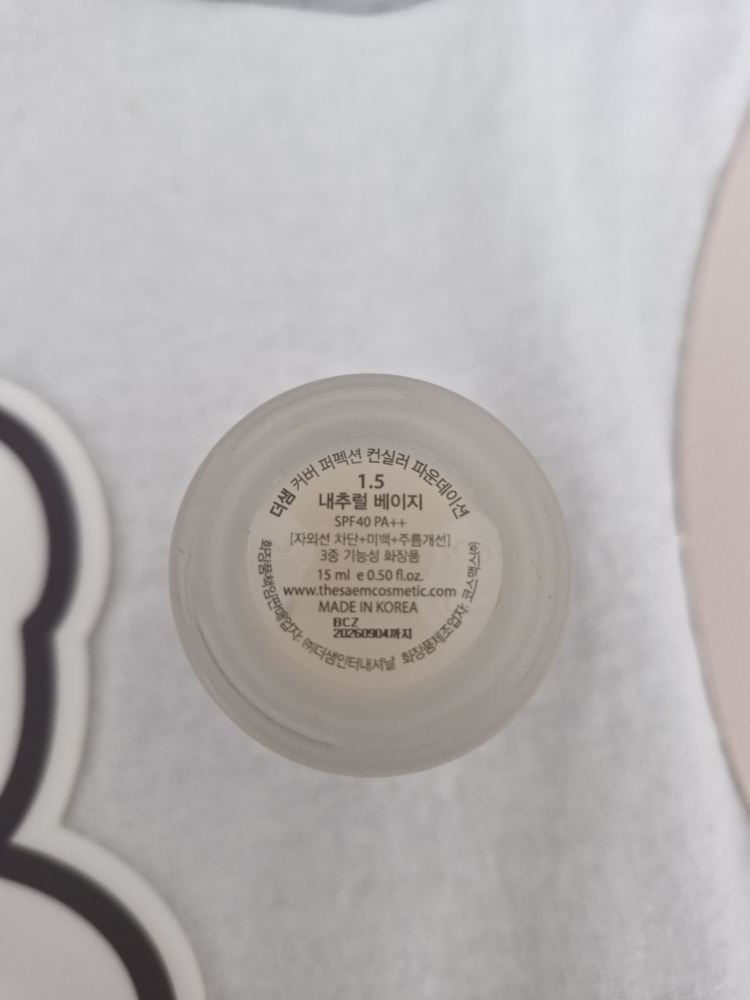 더샘 커버 퍼펙션 컨실러 파운데이션
1.5
내추럴 베이지
SPF40 PA++
[자외선 차단+미백+주름개선]
3중 기능성 화장품
15 ml e 0.50 fl.oz.
www.thesaemcosmetic.com
MADE IN KOREA
BCZ
20260904까지
화장품책임판매업자: ㈜더샘인터내셔날 화장품제조업자: 코스맥스㈜